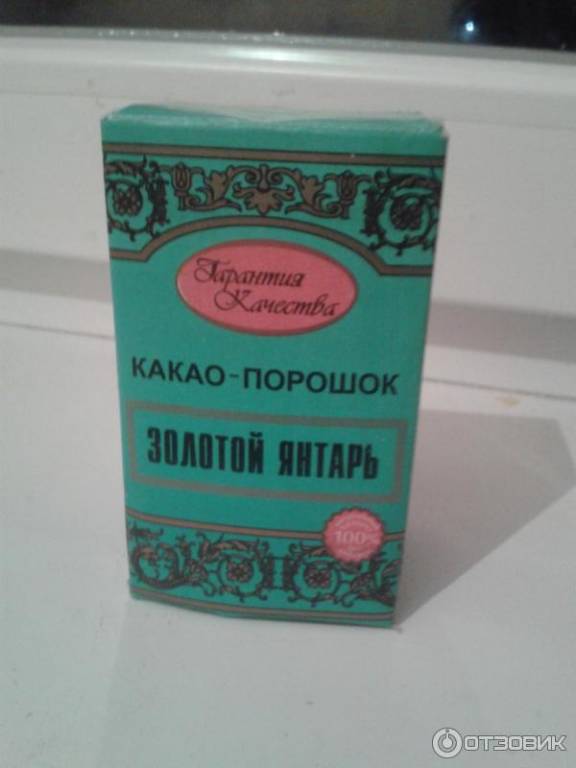 Гарантия
Качества
КАКАО-ПОРОШОК
ЗОЛОТОЙ ЯНТАРЬ
100%
ОТЗОВИК